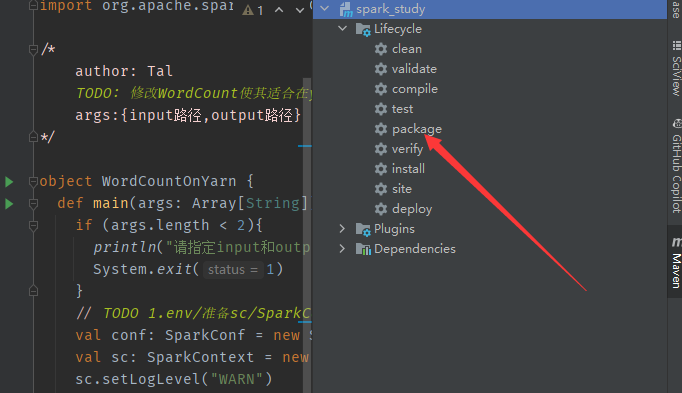 import org.apache.spar
1
/*
author: Tal
TODO: 修改WordCount使其适合在y
args:{input路径,output路径}
*/
object WordCountOnYarn {
def main(args: Array[String]
if (args.length < 2){
println("请指定input和outp
System.exit( status = 1)
}
// TODO 1.env/准备sc/SparkC
val conf: SparkConf = new S
val sc: SparkContext = new
sc.setLogLevel("WARN")
spark_study
Lifecycle
clean
validate
compile
test
package
verify
install
site
deploy
Plugins
Dependencies
ase
SciView
GitHub Copilot
m
Maven